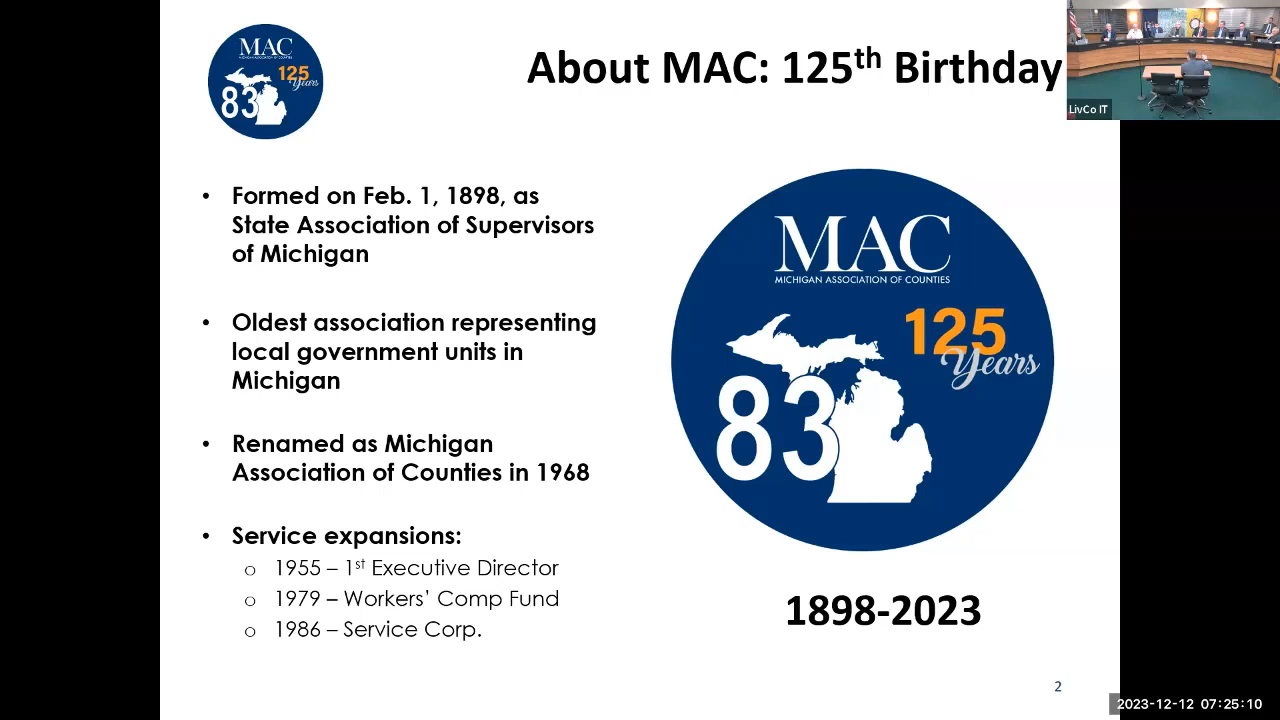 MAC
MICHIGAN ASSOCIATION OF COUNTIES
125
Years
83
About MAC: 125th Birthday
LivCo IT
• Formed on Feb. 1, 1898, as
State Association of Supervisors
of Michigan
• Oldest association representing
local government units in
Michigan
• Renamed as Michigan
Association of Counties in 1968
• Service expansions:
o 1955 – 1st Executive Director
o 1979 – Workers’ Comp Fund
o 1986 – Service Corp.
MAC
MICHIGAN ASSOCIATION OF COUNTIES
125
Years
83
1898-2023
2
2023-12-12 07:25:10